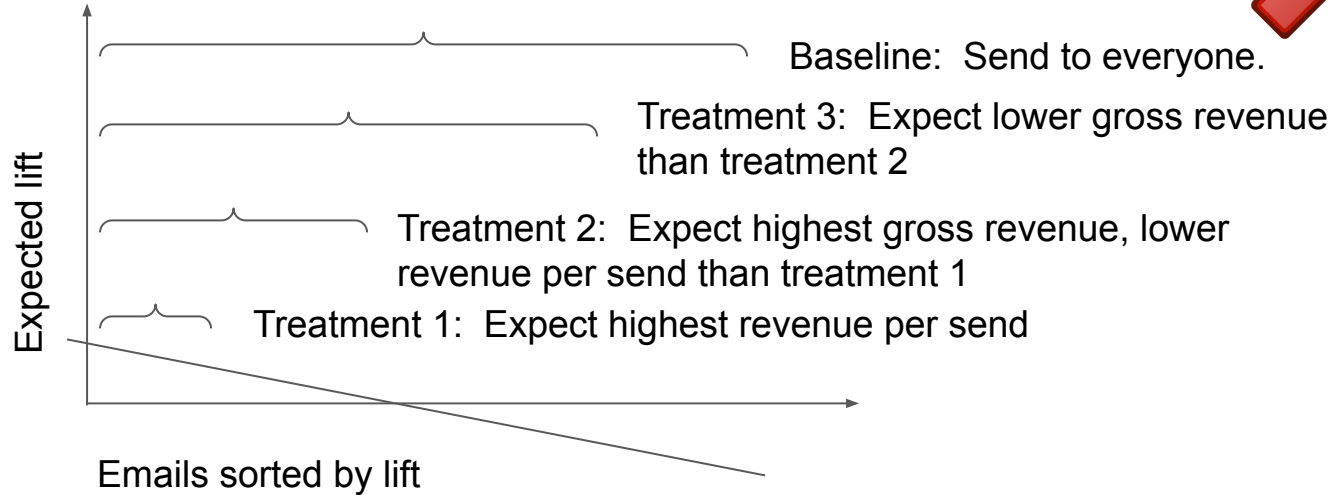 Baseline: Send to everyone.
Treatment 3: Expect lower gross revenue
than treatment 2
Treatment 2: Expect highest gross revenue, lower
revenue per send than treatment 1
Treatment 1: Expect highest revenue per send
Expected lift
Emails sorted by lift